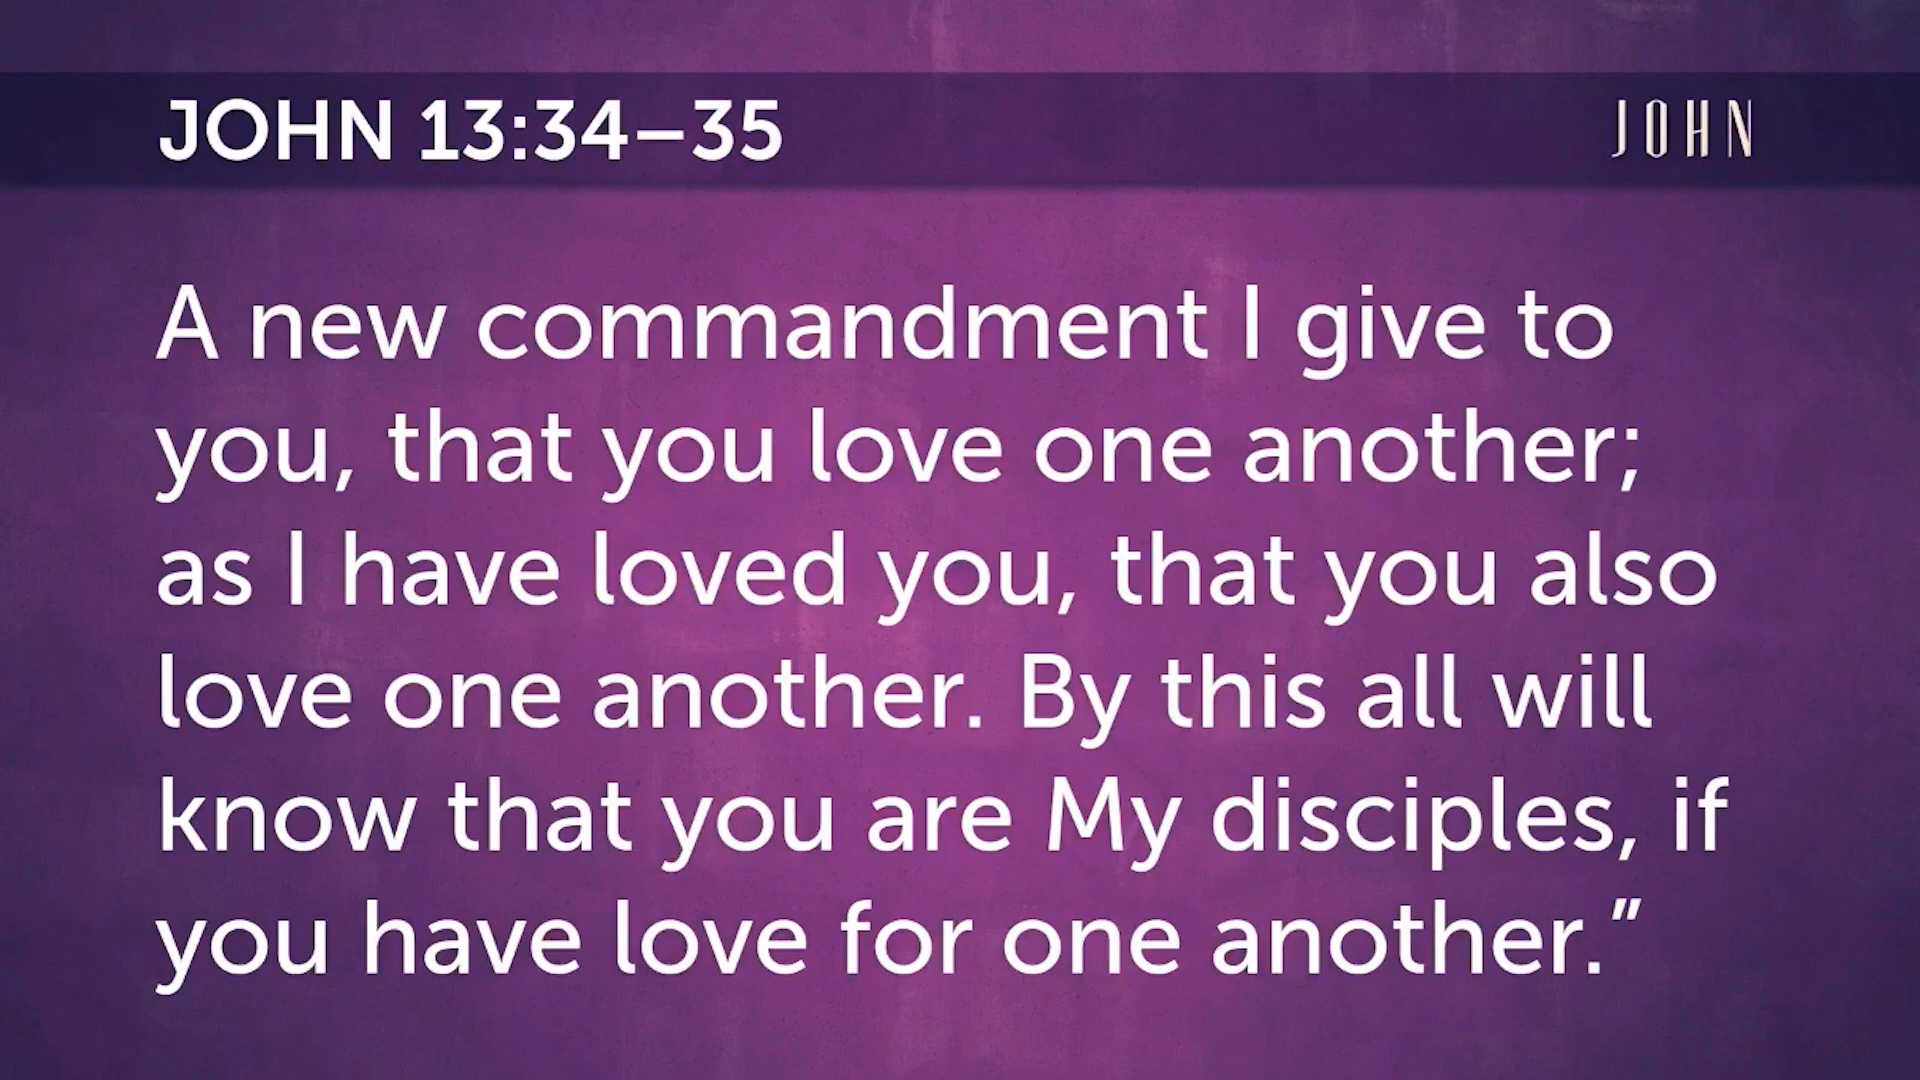 JOHN 13:34–35
JOHN
A new commandment I give to
you, that you love one another;
as I have loved you, that you also
love one another. By this all will
know that you are My disciples, if
you have love for one another.”